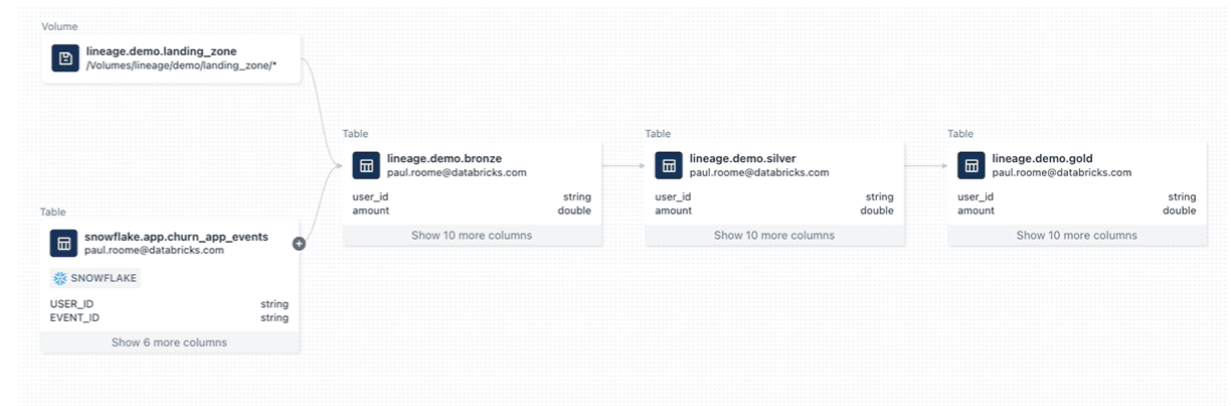 Volume
lineage.demo.landing_zone
/Volumes/lineage/demo/landing_zone/*
Table
snowflake.app.churn_app_events
paul.roome@databricks.com
SNOWFLAKE
USER_ID string
EVENT_ID string
Show 6 more columns
Table
lineage.demo.bronze
paul.roome@databricks.com
user_id string
amount double
Show 10 more columns
Table
lineage.demo.silver
paul.roome@databricks.com
user_id string
amount double
Show 10 more columns
Table
lineage.demo.gold
paul.roome@databricks.com
user_id string
amount double
Show 10 more columns